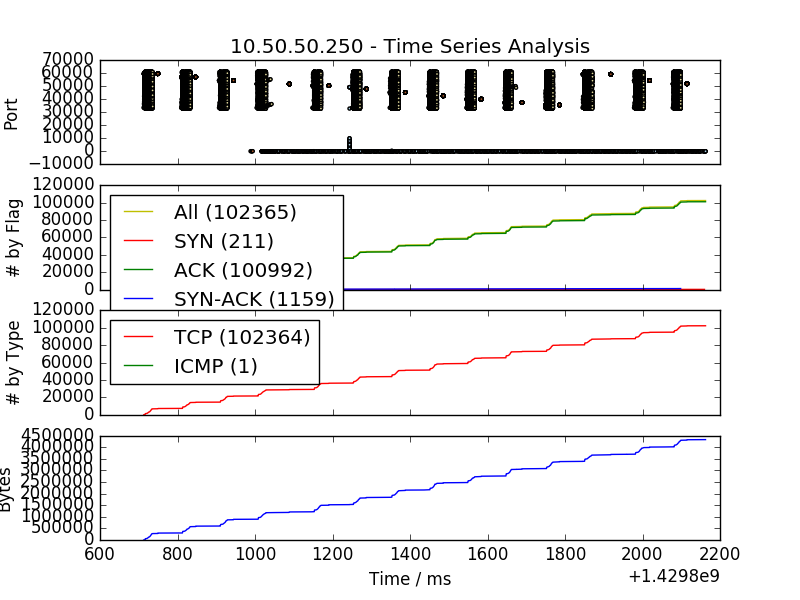 10.50.50.250 - Time Series Analysis
70000
60000
50000
40000
30000
20000
10000
0
−10000
Port
120000
100000
80000
60000
40000
20000
0
# by Flag
All (102365)
SYN (211)
ACK (100992)
SYN-ACK (1159)
120000
100000
80000
60000
40000
20000
0
# by Type
TCP (102364)
ICMP (1)
4500000
4000000
3500000
3000000
2500000
2000000
1500000
1000000
500000
0
Bytes
600 800 1000 1200 1400 1600 1800 2000 2200
Time / ms
+1.4298e9